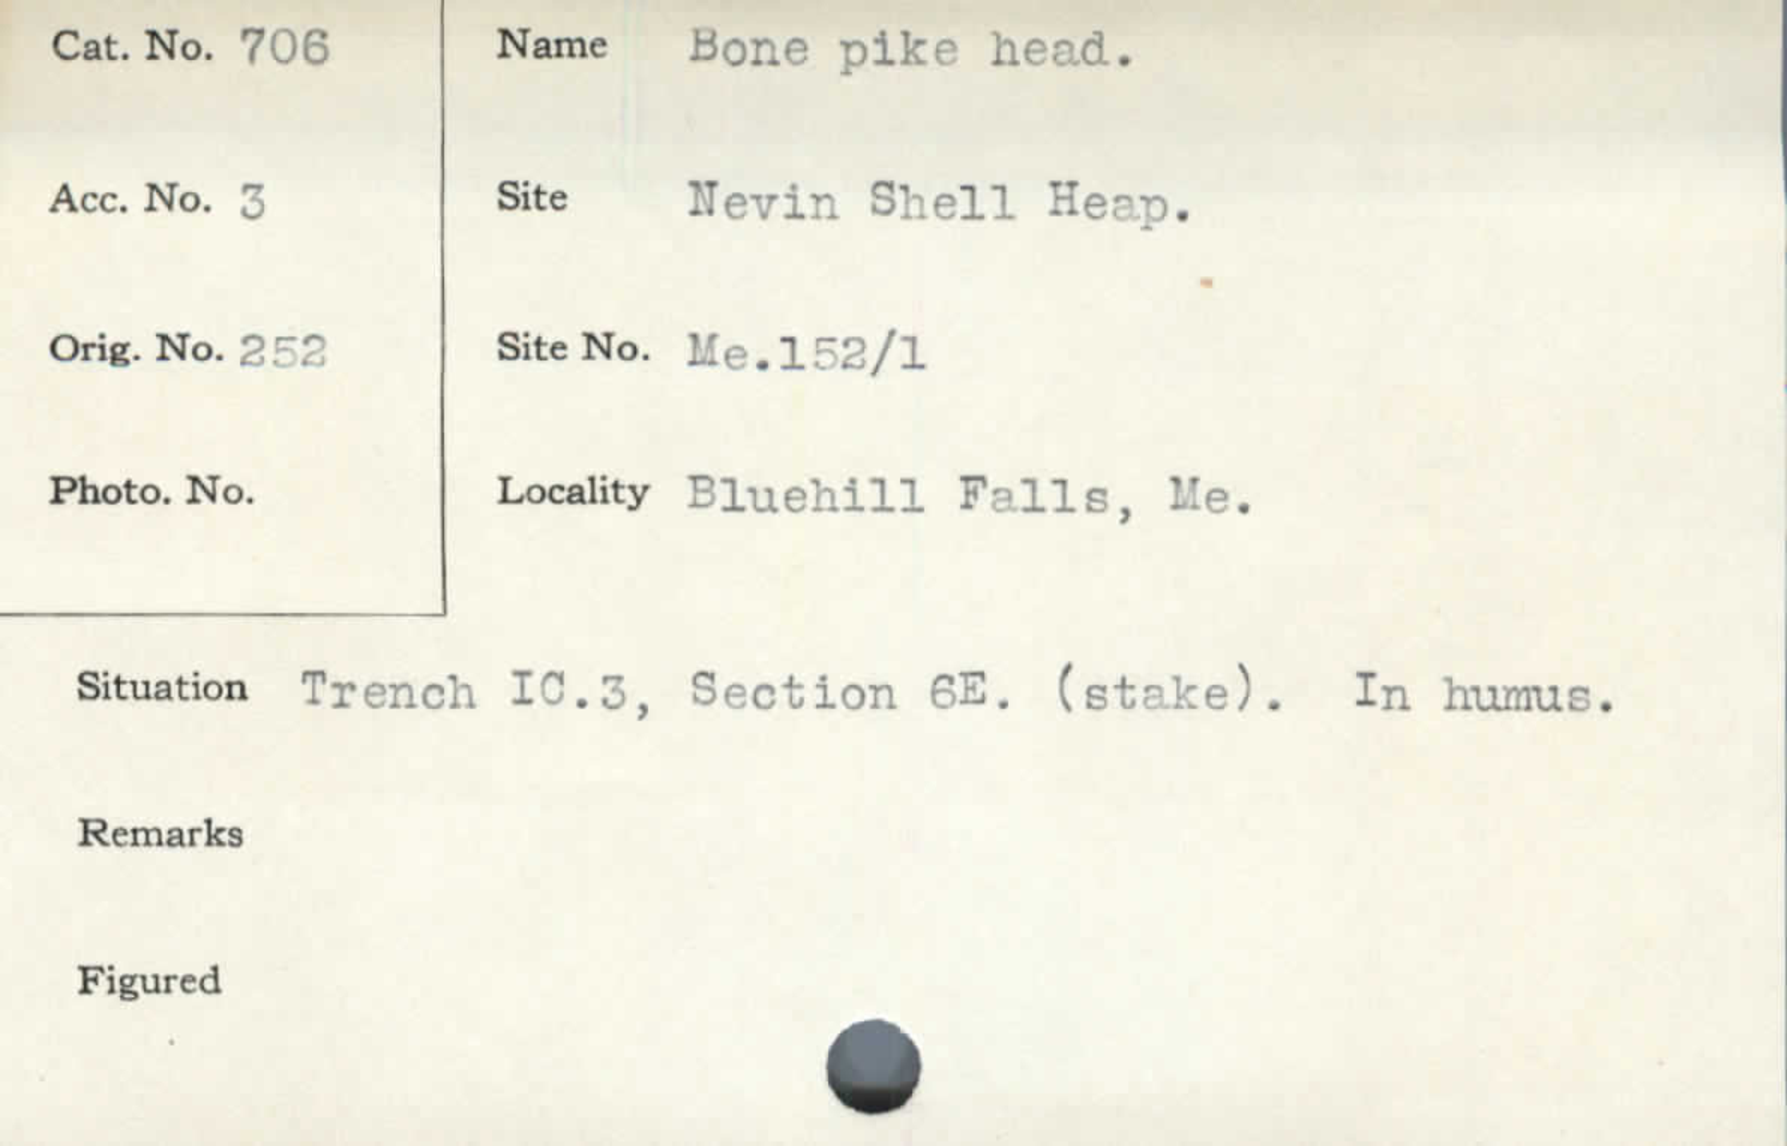 Cat. No. 706
Name Bone pike head.
Acc. No. 3
Site Nevin Shell Heap.
Orig. No. 252
Site No. Me.152/1
Photo. No.
Locality Bluehill Falls, Me.
Situation Trench IC.3, Section 6E. (stake). In humus.
Remarks
Figured